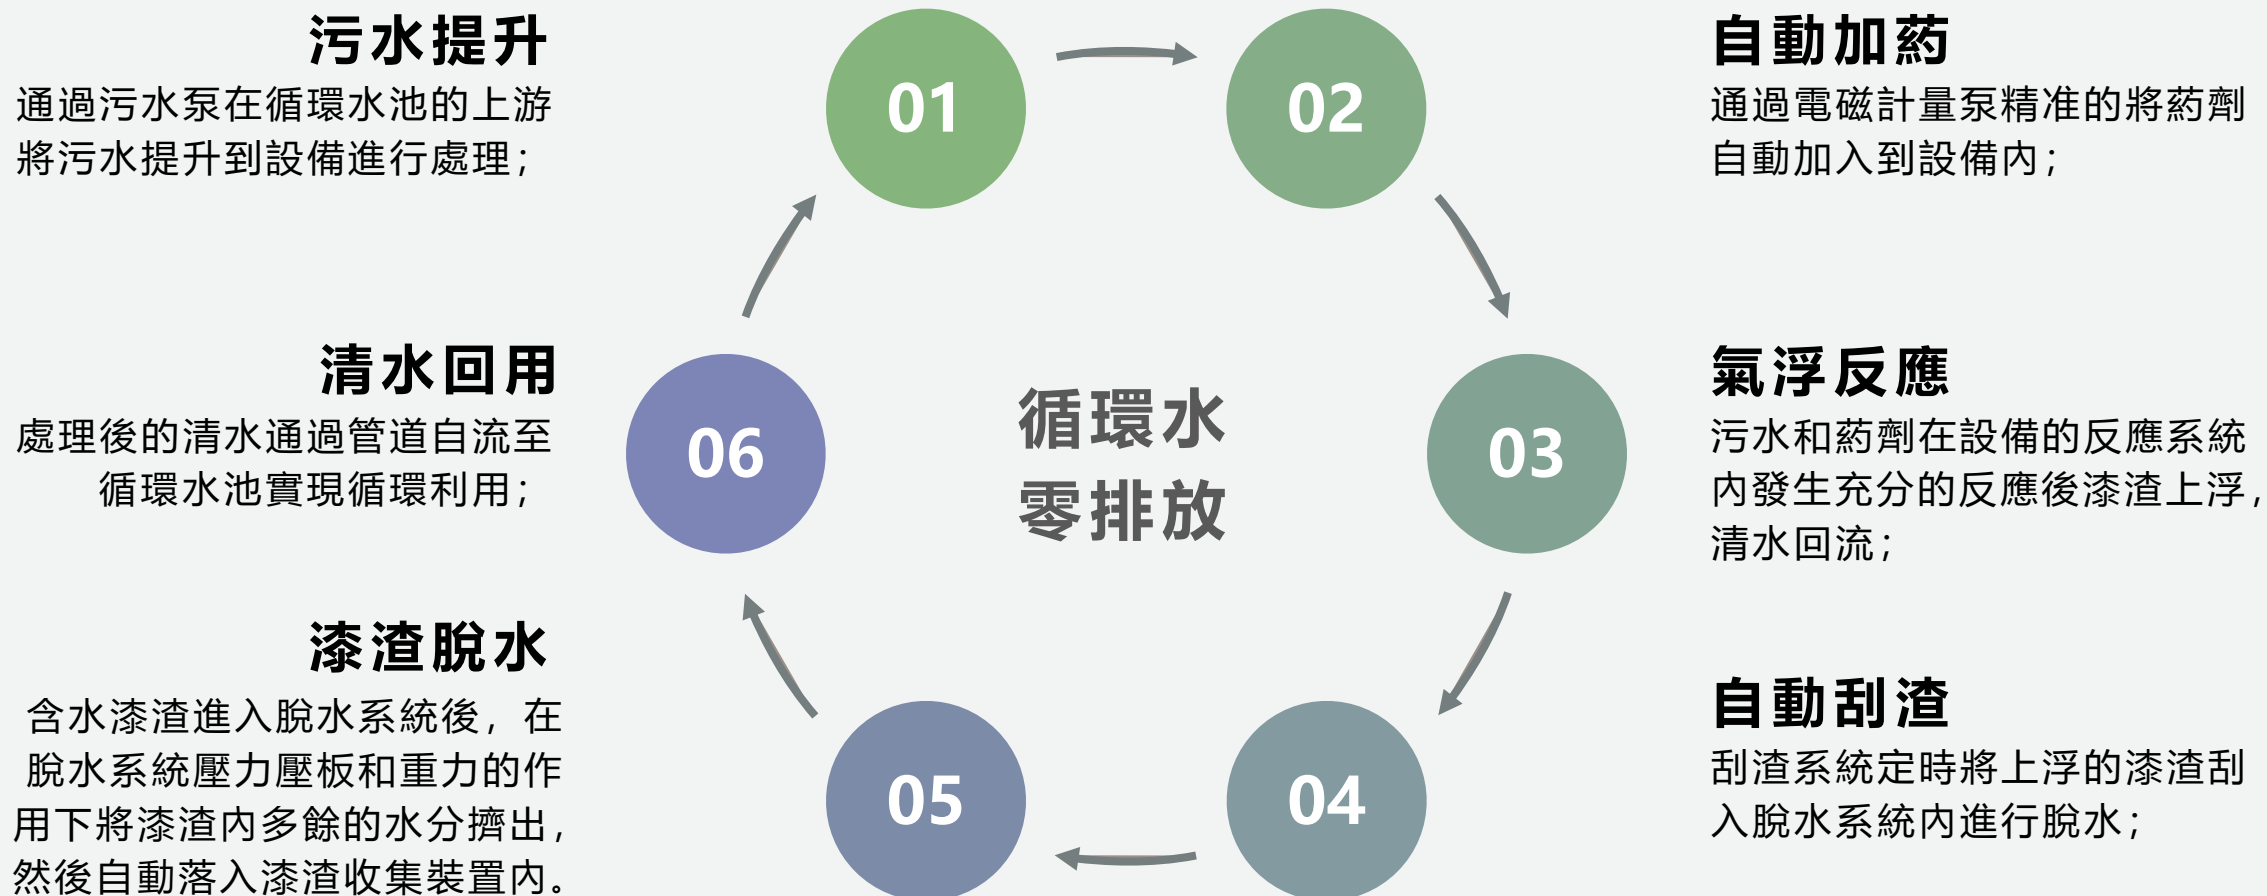 污水提升
通過污水泵在循環水池的上游
將污水提升到設備進行處理；
01
02
自動加葯
通過電磁計量泵精准的將葯劑
自動加入到設備內；
03
氣浮反應
污水和葯劑在設備的反應系統
內發生充分的反應後漆渣上浮，
清水回流；
04
自動刮渣
刮渣系統定時將上浮的漆渣刮
入脫水系統內進行脫水；
05
漆渣脫水
含水漆渣進入脫水系統後，在
脫水系統壓力壓板和重力的作
用下將漆渣內多餘的水分擠出，
然後自動落入漆渣收集裝置內。
06
清水回用
處理後的清水通過管道自流至
循環水池實現循環利用；
循環水
零排放